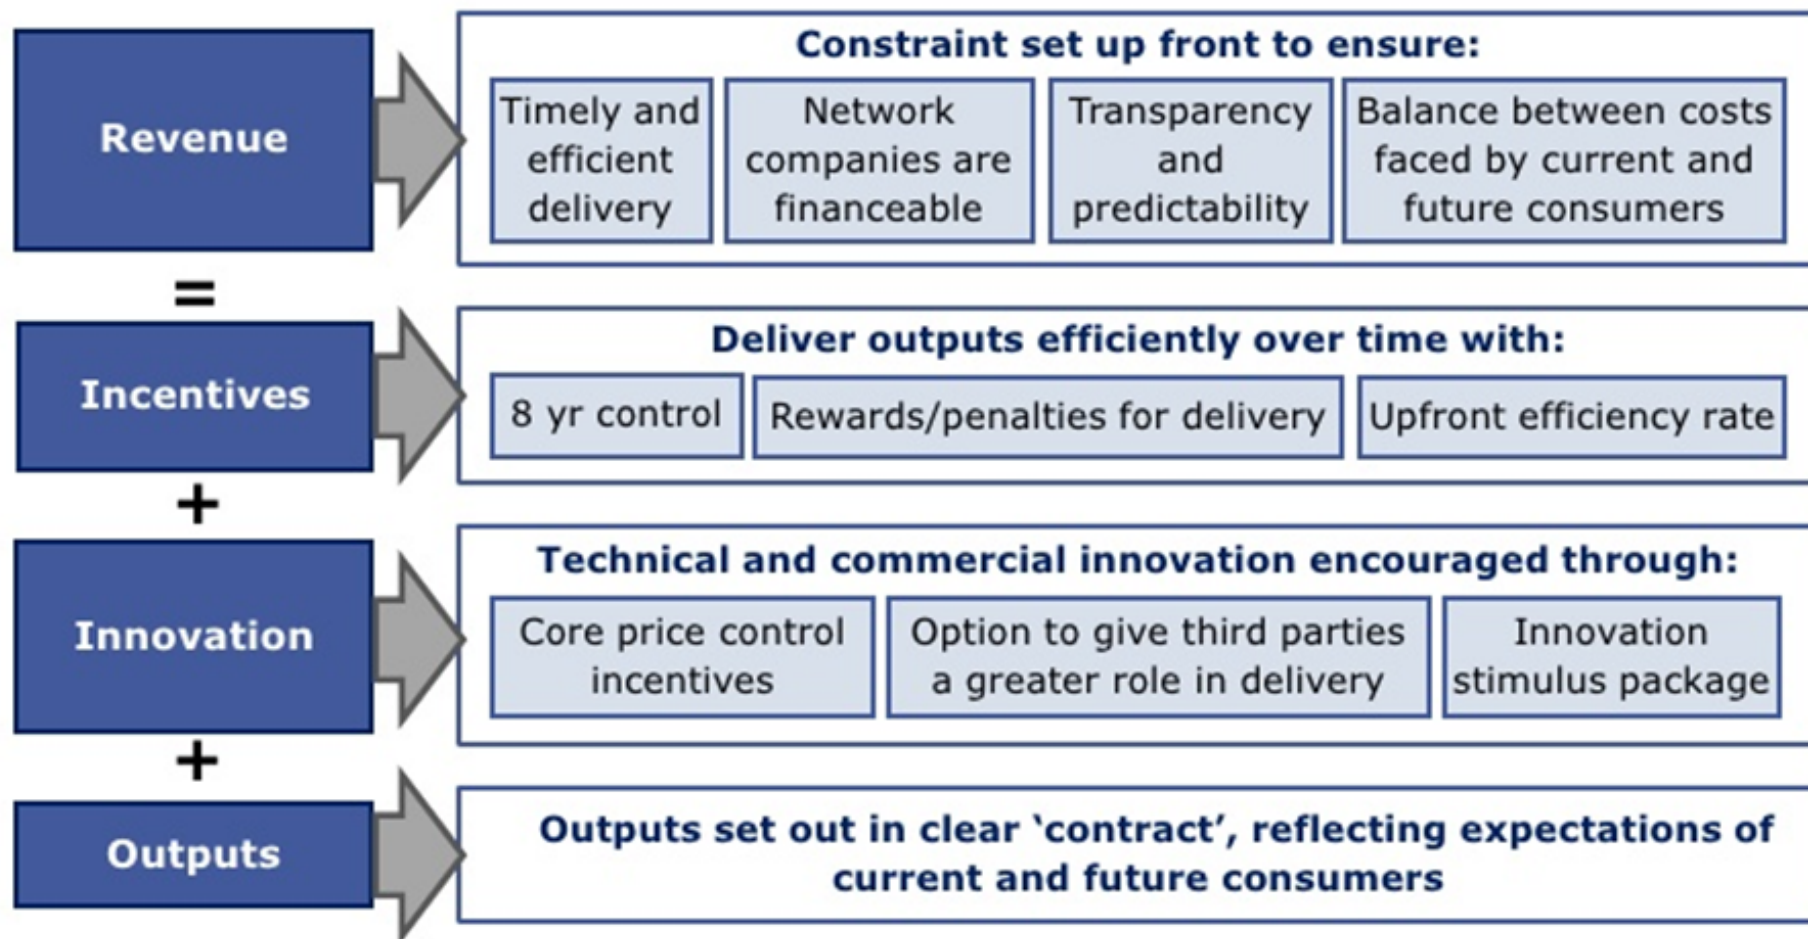 Revenue
Constraint set up front to ensure:
Timely and
efficient
delivery
Network
companies are
financeable
Transparency
and
predictability
Balance between costs
faced by current and
future consumers
=
Incentives
Deliver outputs efficiently over time with:
8 yr control
Rewards/penalties for delivery
Upfront efficiency rate
+
Innovation
Technical and commercial innovation encouraged through:
Core price control
incentives
Option to give third parties
a greater role in delivery
Innovation
stimulus package
+
Outputs
Outputs set out in clear ‘contract’, reflecting expectations of
current and future consumers